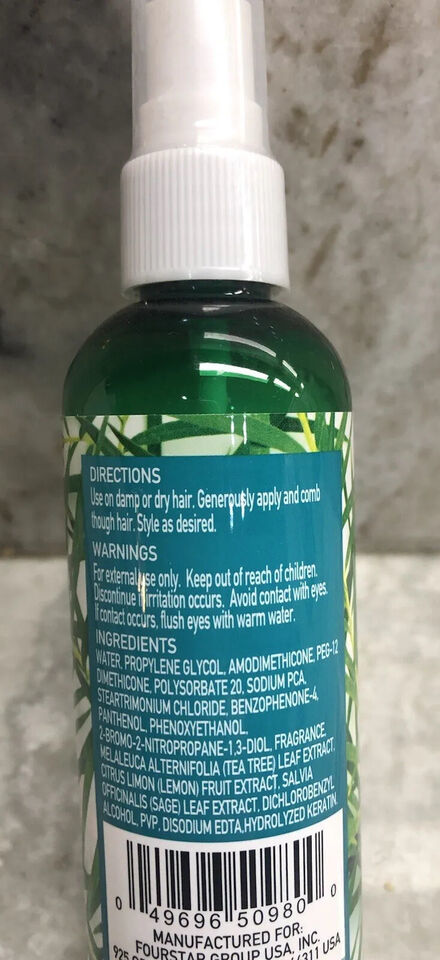 DIRECTIONS
Use on damp or dry hair. Generously apply and comb
though hair. Style as desired.
WARNINGS
For external use only. Keep out of reach of children.
Discontinue if irritation occurs. Avoid contact with eyes.
If contact occurs, flush eyes with warm water.
INGREDIENTS
WATER, PROPYLENE GLYCOL, AMODIMETHICONE, PEG-12
DIMETHICONE, POLYSORBATE 20, SODIUM PCA,
STEARTRIMONIUM CHLORIDE, BENZOPHENONE-4,
PANTHENOL, PHENOXYETHANOL,
2-BROMO-2-NITROPROPANE-1,3-DIOL, FRAGRANCE
MELALEUCA ALTERNIFOLIA (TEA TREE) LEAF EXTRACT,
CITRUS LIMON (LEMON) FRUIT EXTRACT, SALVIA
OFFICINALIS (SAGE) LEAF EXTRACT, DICHLOROBENZYL
ALCOHOL, PVP, DISODIUM EDTA,HYDROLYZED KERATIN.
0 49696 50980 0
MANUFACTURED FOR:
FOURSTAR GROUP USA, INC.
925 USA